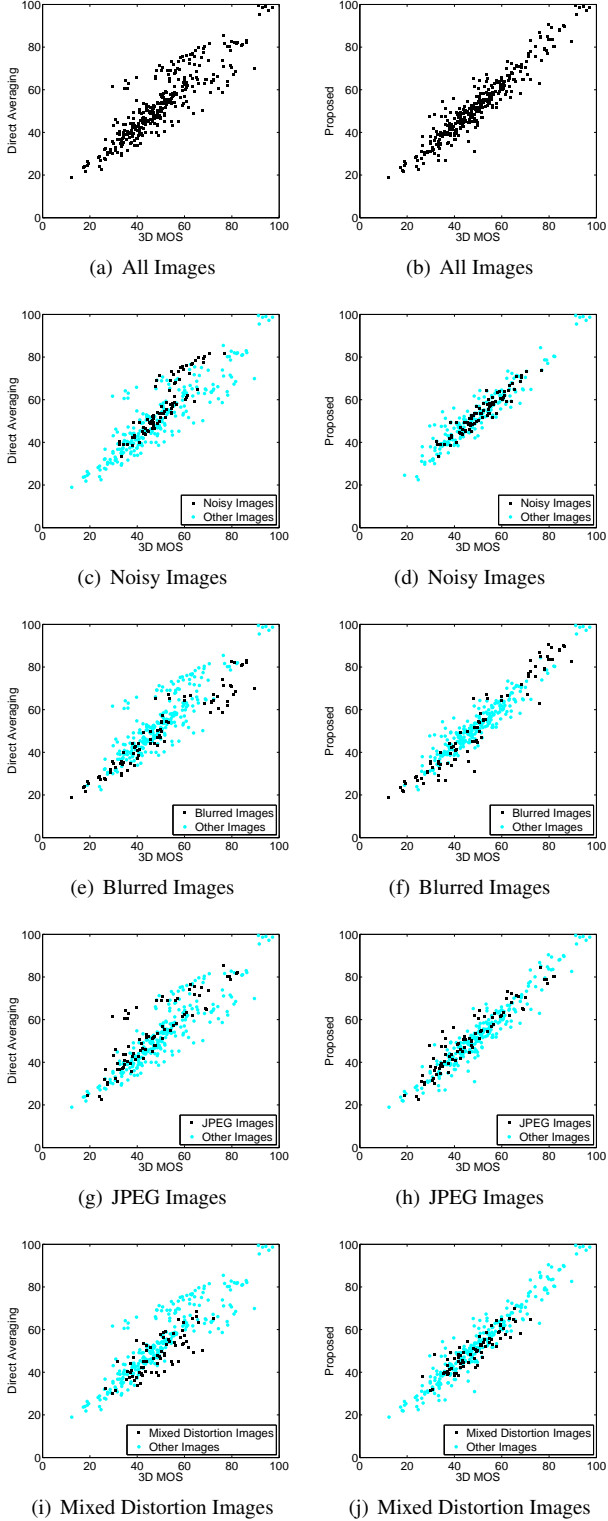 100
80
60
40
20
0
0 20 40 60 80 100
Direct Averaging
3D MOS
(a) All Images
100
80
60
40
20
0
0 20 40 60 80 100
Proposed
3D MOS
(b) All Images
100
80
60
40
20
0
0 20 40 60 80 100
Direct Averaging
3D MOS
Noisy Images
Other Images
(c) Noisy Images
100
80
60
40
20
0
0 20 40 60 80 100
Proposed
3D MOS
Noisy Images
Other Images
(d) Noisy Images
100
80
60
40
20
0
0 20 40 60 80 100
Direct Averaging
3D MOS
Blurred Images
Other Images
(e) Blurred Images
100
80
60
40
20
0
0 20 40 60 80 100
Proposed
3D MOS
Blurred Images
Other Images
(f) Blurred Images
100
80
60
40
20
0
0 20 40 60 80 100
Direct Averaging
3D MOS
JPEG Images
Other Images
(g) JPEG Images
100
80
60
40
20
0
0 20 40 60 80 100
Proposed
3D MOS
JPEG Images
Other Images
(h) JPEG Images
100
80
60
40
20
0
0 20 40 60 80 100
Direct Averaging
3D MOS
Mixed Distortion Images
Other Images
(i) Mixed Distortion Images
100
80
60
40
20
0
0 20 40 60 80 100
Proposed
3D MOS
Mixed Distortion Images
Other Images
(j) Mixed Distortion Images